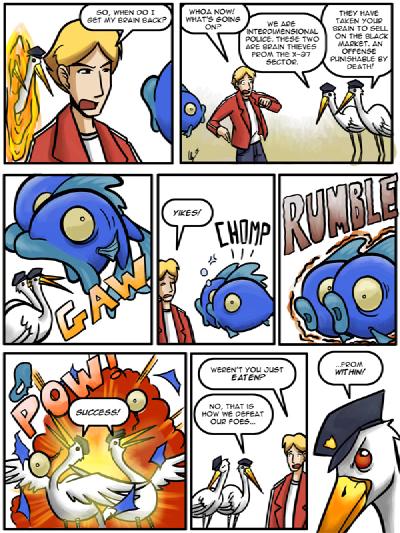 SO, WHEN DO I
GET MY BRAIN BACK?
WHOA NOW!
WHAT'S GOING
ON?
WE ARE
INTERDIMENSIONAL
POLICE. THESE TWO
ARE BRAIN THIEVES
FROM THE X-97
SECTOR.
THEY HAVE
TAKEN YOUR
BRAIN TO SELL
ON THE BLACK
MARKET. AN
OFFENSE
PUNISHABLE BY
DEATH!
GAW
YIKES!
CHOMP
RUMBLE
POW!
SUCCESS!
WEREN'T YOU JUST
EATEN?
NO, THAT IS
HOW WE DEFEAT
OUR FOES...
...FROM
WITHIN!